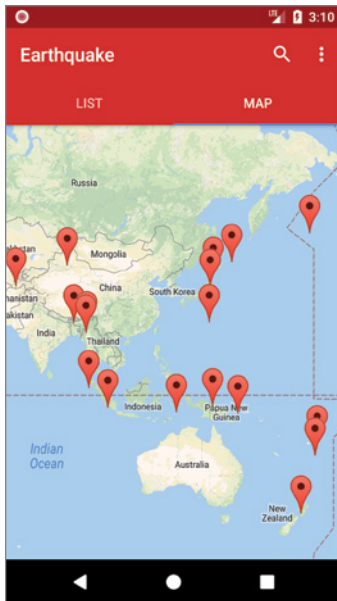 LTE 3:10
Earthquake
LIST MAP
Russia
Mongolia
China
South Korea
India
Thailand
Indonesia
Papua New
Guinea
Indian
Ocean
Australia
New
Zealand